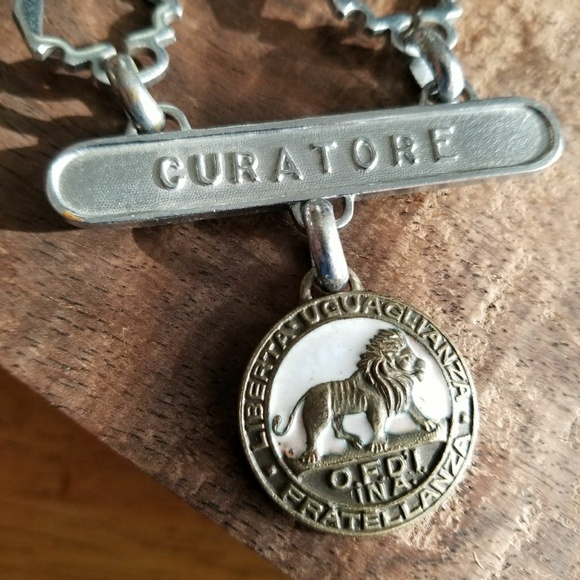 CURATORE
LIBERTA · UGUAGLIANZA
FRATELLANZA
O.F.D'I.
IN A.